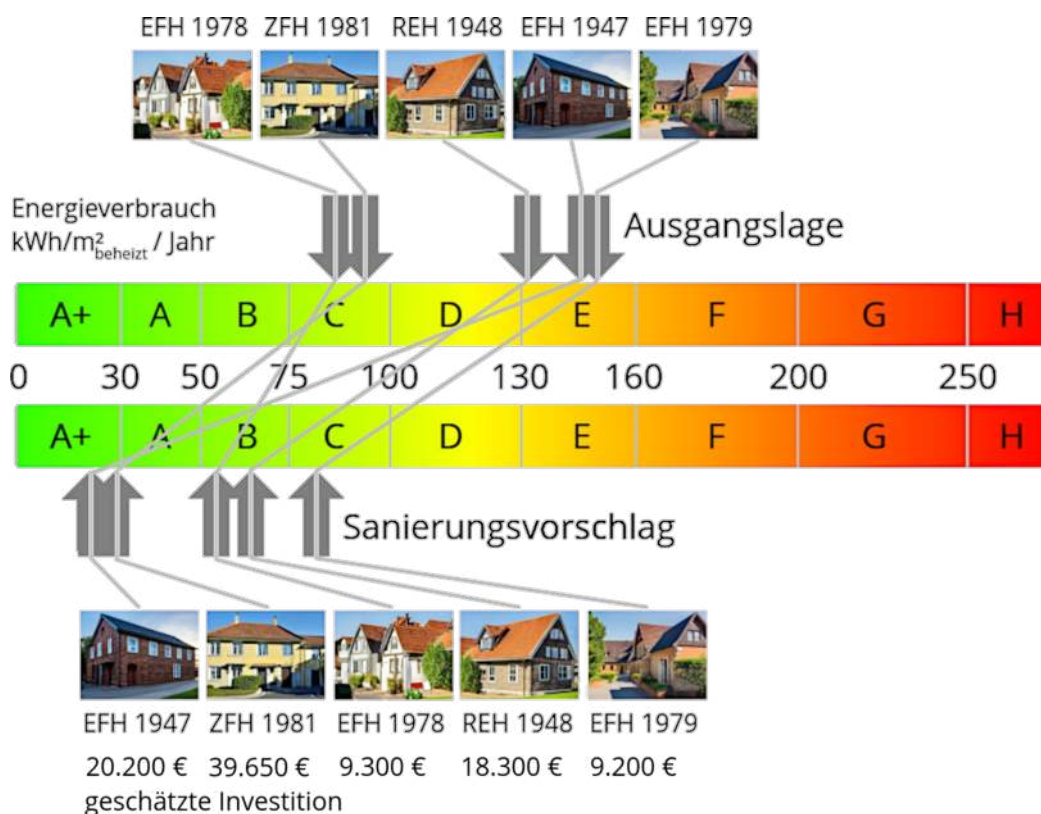 EFH 1978 ZFH 1981 REH 1948 EFH 1947 EFH 1979
Energieverbrauch
kWh/m²beheizt / Jahr
Ausgangslage
A+ A B C D E F G H
0 30 50 75 100 130 160 200 250
A+ A B C D E F G H
Sanierungsvorschlag
EFH 1947 ZFH 1981 EFH 1978 REH 1948 EFH 1979
20.200 € 39.650 € 9.300 € 18.300 € 9.200 €
geschätzte Investition